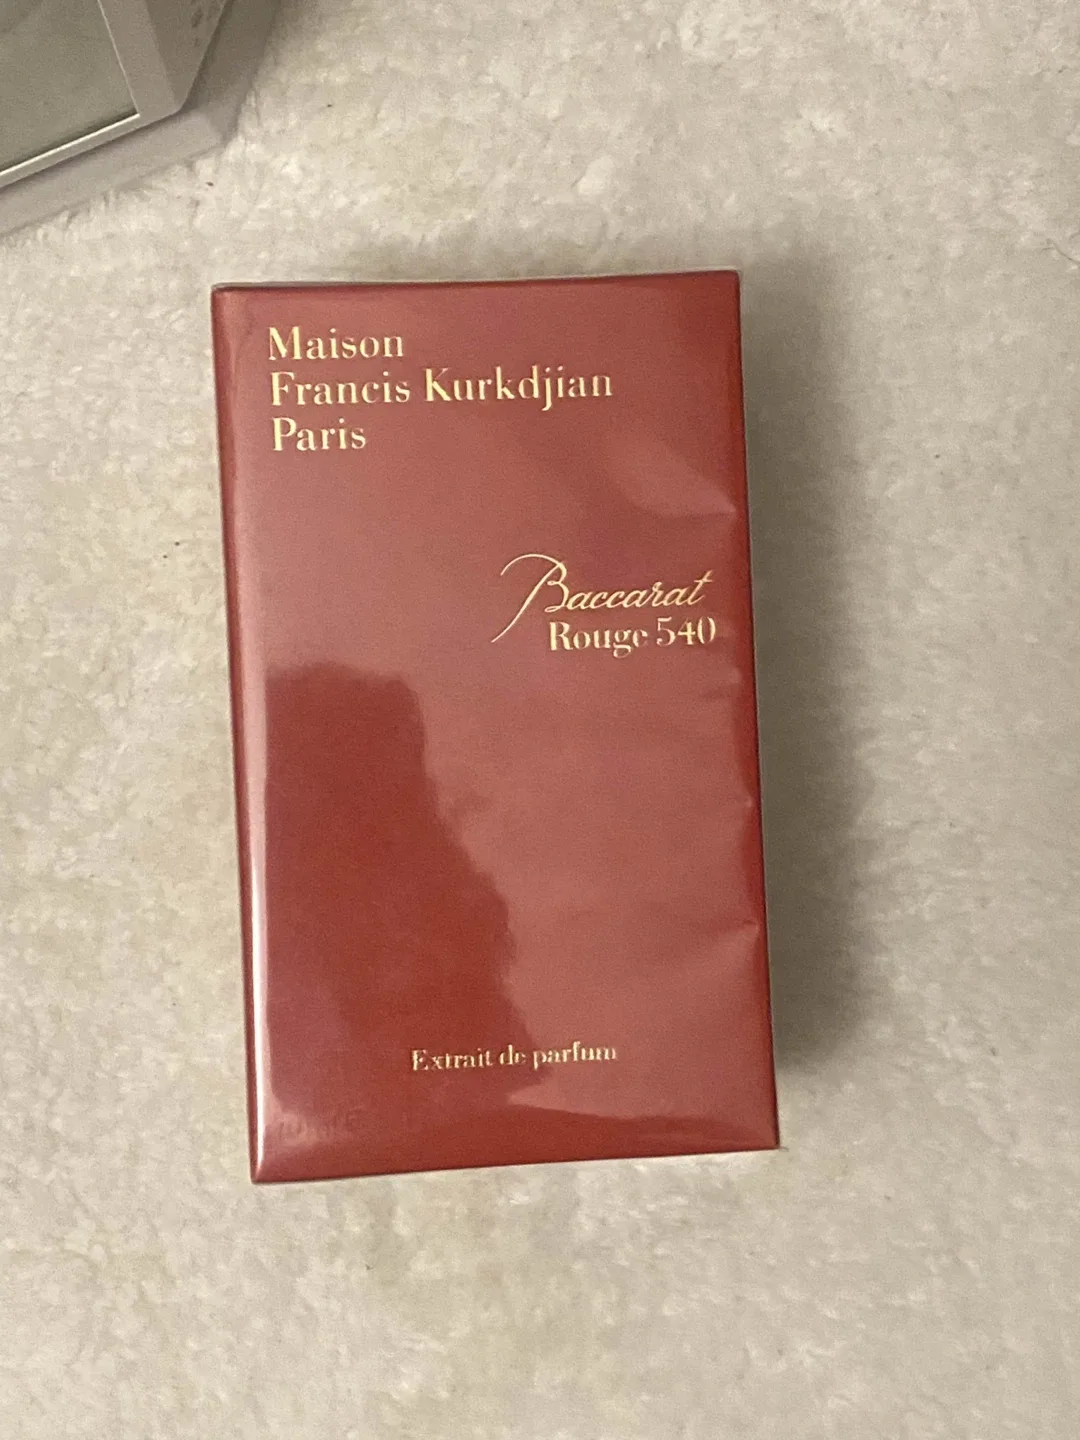 Maison
Francis Kurkdjian
Paris
Baccarat
Rouge 540
Extrait de parfum